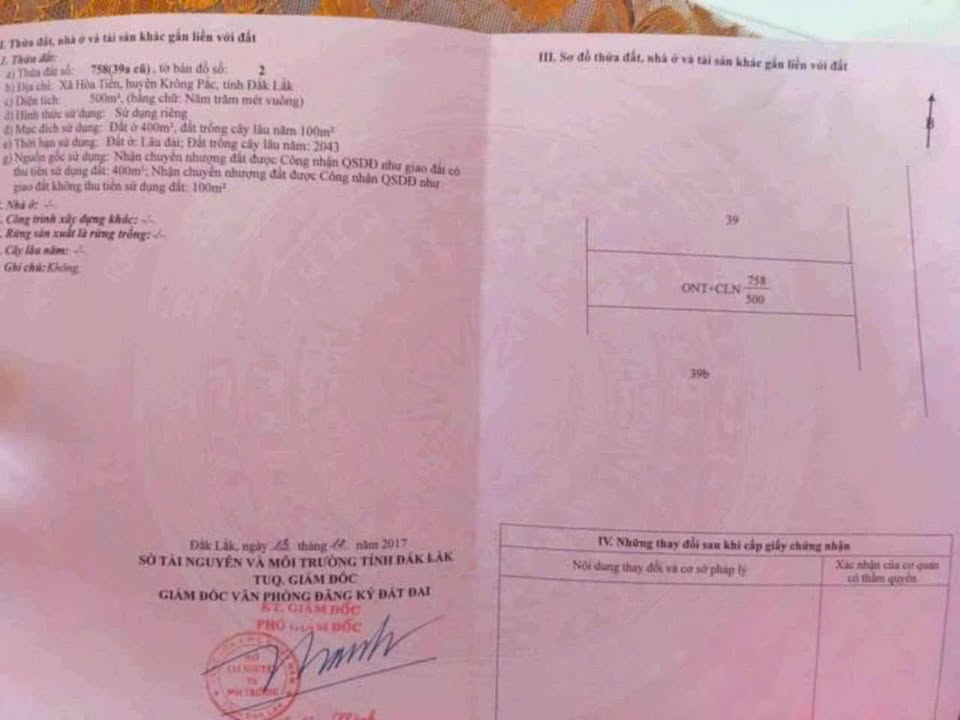 I. Thửa đất, nhà ở và tài sản khác gắn liền với đất
1. Thửa đất:
a) Thửa đất số: 758(39a cũ), tờ bản đồ số: 2
b) Địa chỉ: Xã Hòa Tiến, huyện Krông Pắc, tỉnh Đắk Lắk
c) Diện tích: 500m², (bằng chữ: Năm trăm mét vuông)
d) Hình thức sử dụng: Sử dụng riêng
đ) Mục đích sử dụng: Đất ở 400m², đất trồng cây lâu năm 100m²
e) Thời hạn sử dụng: Đất ở: Lâu dài; Đất trồng cây lâu năm: 2043
g) Nguồn gốc sử dụng: Nhận chuyển nhượng đất được Công nhận QSDĐ như giao đất có
thu tiền sử dụng đất: 400m²; Nhận chuyển nhượng đất được Công nhận QSDĐ như
giao đất không thu tiền sử dụng đất: 100m²
. Nhà ở: -/-
. Công trình xây dựng khác: -/-
. Rừng sản xuất là rừng trồng: -/-
. Cây lâu năm: -/-
Ghi chú: Không
Đắk Lắk, ngày tháng năm 2017
SỞ TÀI NGUYÊN VÀ MÔI TRƯỜNG TỈNH ĐẮK LẮK
TUQ. GIÁM ĐỐC
GIÁM ĐỐC VĂN PHÒNG ĐĂNG KÝ ĐẤT ĐAI
KT. GIÁM ĐỐC
PHÓ GIÁM ĐỐC
SỞ
TÀI NGUYÊN
VÀ
MÔI TRƯỜNG
III. Sơ đồ thửa đất, nhà ở và tài sản khác gắn liền với đất
B
39
ONT+CLN 758
500
39b
IV. Những thay đổi sau khi cấp giấy chứng nhận
Nội dung thay đổi và cơ sở pháp lý
Xác nhận của cơ quan
có thẩm quyền